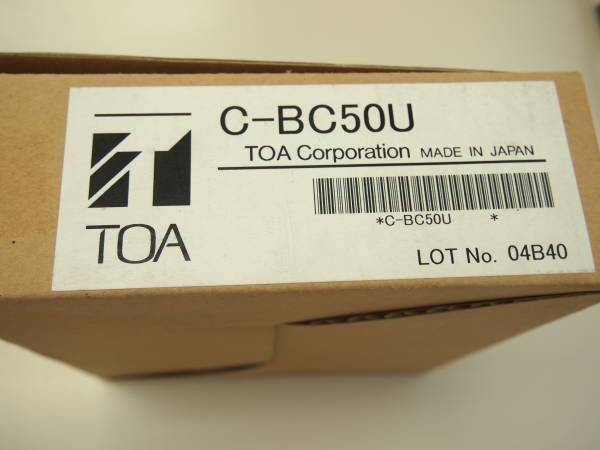 C-BC50U
TOA Corporation MADE IN JAPAN
*C-BC50U *
TOA
LOT No. 04B40